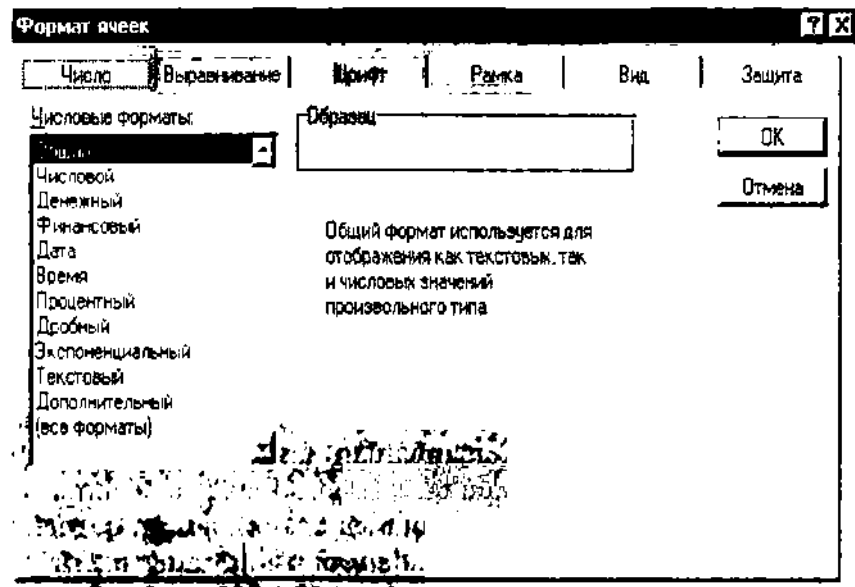 Формат ячеек
Число Выравнивание Шрифт Рамка Вид Защита
Числовые форматы:
Образец
OK
Числовой
Отмена
Денежный
Финансовый
Дата
Время
Процентный
Дробный
Экспоненциальный
Текстовый
Дополнительный
(все форматы)
Общий формат используется для
отображения как текстовых, так
и числовых значений
произвольного типа